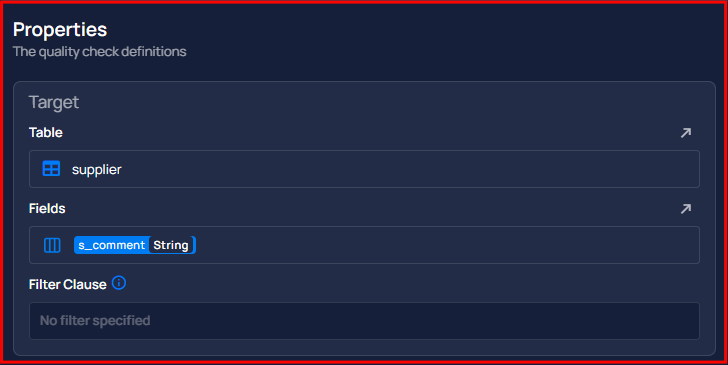 Properties
The quality check definitions
Target
Table
supplier
Fields
s_comment String
Filter Clause
No filter specified